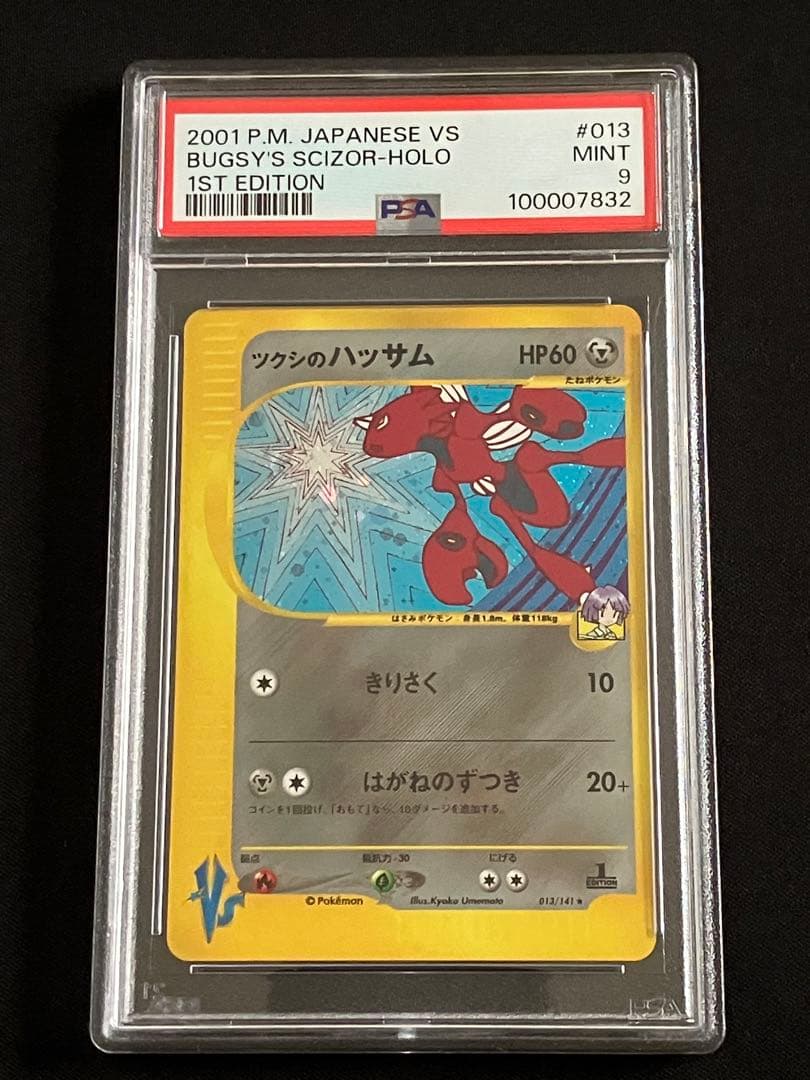 2001 P.M. JAPANESE VS #013
BUGSY'S SCIZOR-HOLO MINT
1ST EDITION 9
PSA 100007832
ツクシのハッサム HP60
たねポケモン
はさみポケモン 身長1.8m, 体重118kg
きりさく 10
はがねのずつき 20+
コインを1回投げ、「おもて」なら、10ダメージを追加する。
弱点 抵抗力-30 にげる
1
EDITION
VS
©Pokémon Illus.Kyoko Umemoto 013/141★
PSA